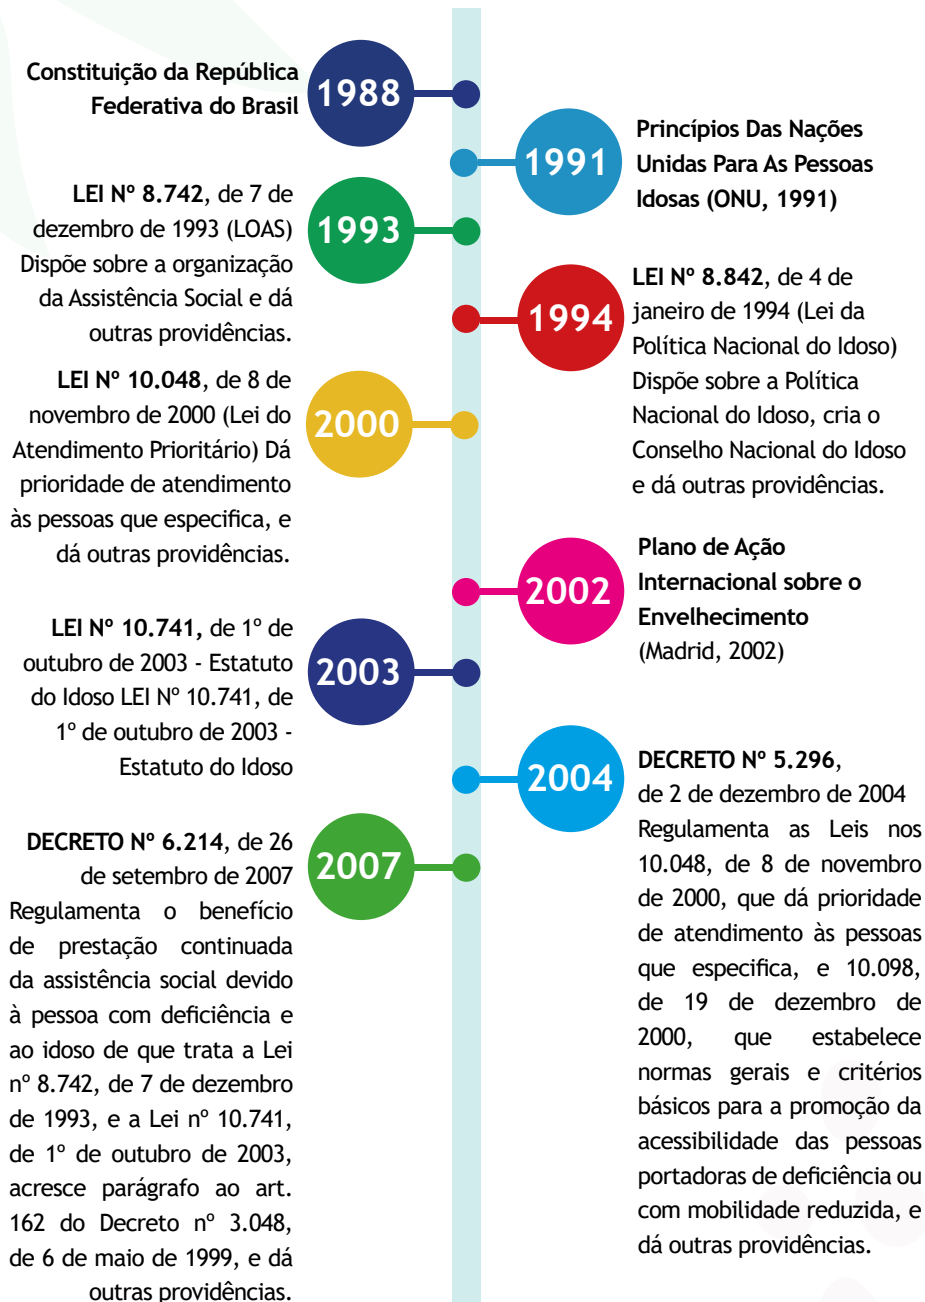 Constituição da República
Federativa do Brasil
1988
1991
Princípios Das Nações
Unidas Para As Pessoas
Idosas (ONU, 1991)
LEI Nº 8.742, de 7 de
dezembro de 1993 (LOAS)
Dispõe sobre a organização
da Assistência Social e dá
outras providências.
1993
1994
LEI Nº 8.842, de 4 de
janeiro de 1994 (Lei da
Política Nacional do Idoso)
Dispõe sobre a Política
Nacional do Idoso, cria o
Conselho Nacional do Idoso
e dá outras providências.
LEI Nº 10.048, de 8 de
novembro de 2000 (Lei do
Atendimento Prioritário) Dá
prioridade de atendimento
às pessoas que especifica, e
dá outras providências.
2000
2002
Plano de Ação
Internacional sobre o
Envelhecimento
(Madrid, 2002)
LEI Nº 10.741, de 1º de
outubro de 2003 - Estatuto
do Idoso LEI Nº 10.741, de
1º de outubro de 2003 -
Estatuto do Idoso
2003
2004
DECRETO Nº 5.296,
de 2 de dezembro de 2004
Regulamenta as Leis nos
10.048, de 8 de novembro
de 2000, que dá prioridade
de atendimento às pessoas
que especifica, e 10.098,
de 19 de dezembro de
2000, que estabelece
normas gerais e critérios
básicos para a promoção da
acessibilidade das pessoas
portadoras de deficiência ou
com mobilidade reduzida, e
dá outras providências.
DECRETO Nº 6.214, de 26
de setembro de 2007
Regulamenta o benefício
de prestação continuada
da assistência social devido
à pessoa com deficiência e
ao idoso de que trata a Lei
nº 8.742, de 7 de dezembro
de 1993, e a Lei nº 10.741,
de 1º de outubro de 2003,
acresce parágrafo ao art.
162 do Decreto nº 3.048,
de 6 de maio de 1999, e dá
outras providências.
2007